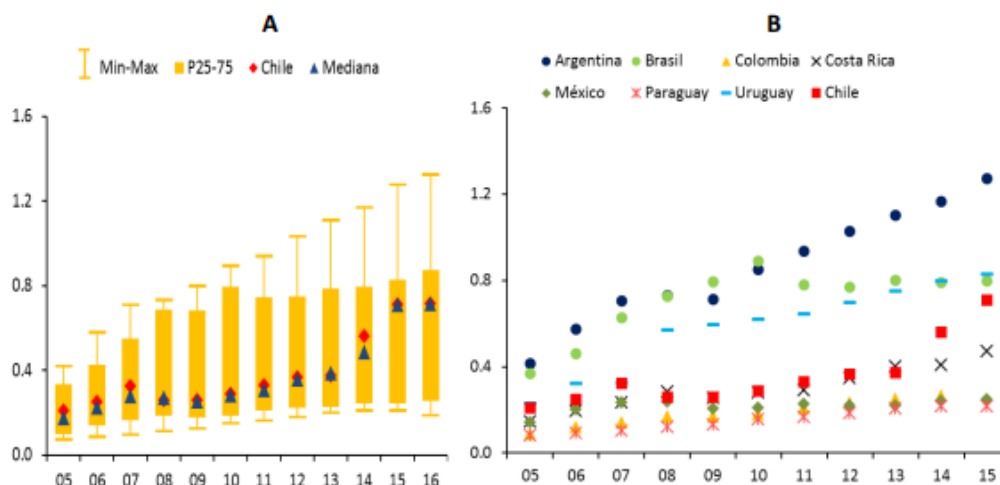 A
Min-Max P25-75 Chile Mediana
1.6
1.2
0.8
0.4
0.0
05 06 07 08 09 10 11 12 13 14 15 16
B
Argentina Brasil Colombia Costa Rica
México Paraguay Uruguay Chile
1.6
1.2
0.8
0.4
0.0
05 06 07 08 09 10 11 12 13 14 15